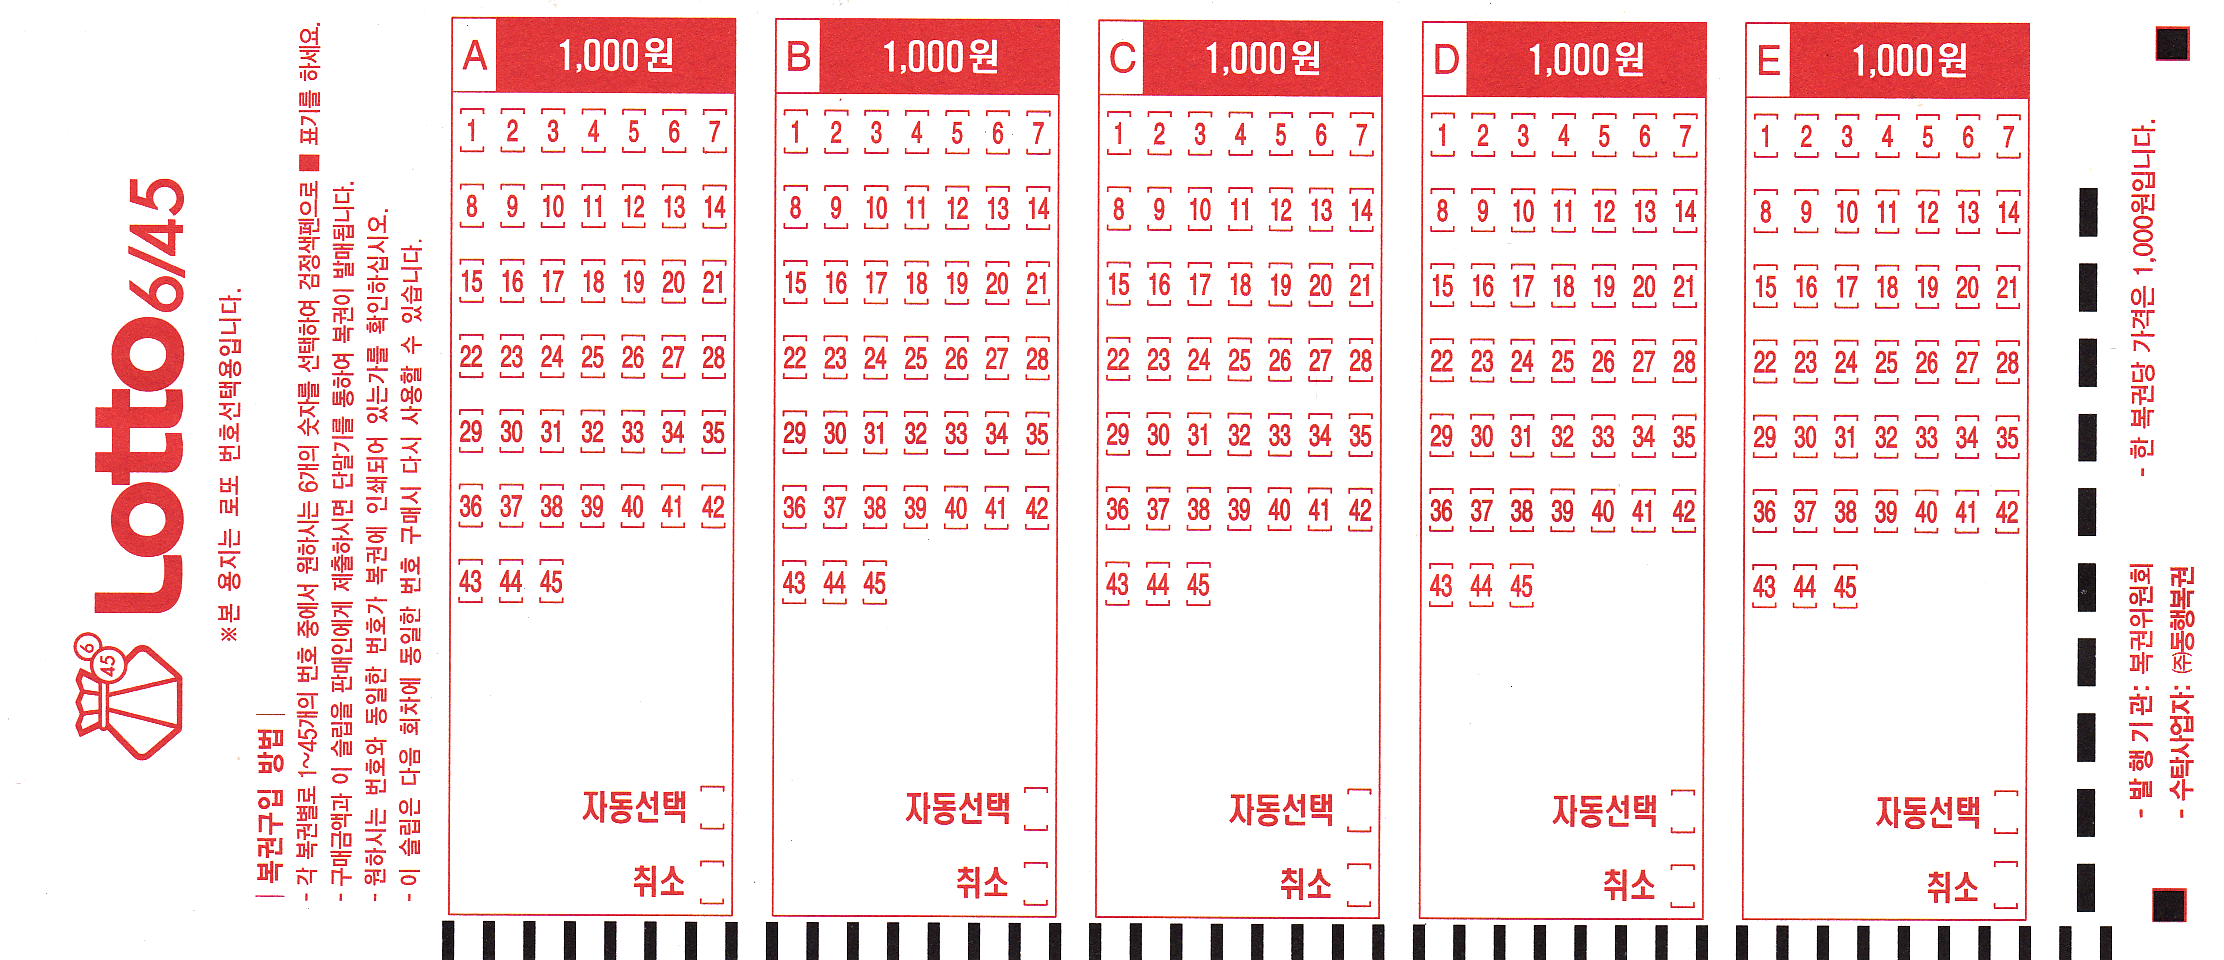 Lotto6/45
6
45
※본 용지는 로또 번호선택용입니다.
| 복권구입 방법 |
- 각 복권별로 1~45개의 번호 중에서 원하시는 6개의 숫자를 선택하여 검정색펜으로 ■ 표기를 하세요.
- 구매금액과 이 슬립을 판매인에게 제출하시면 단말기를 통하여 복권이 발매됩니다.
- 원하시는 번호와 동일한 번호가 복권에 인쇄되어 있는가를 확인하십시오.
- 이 슬립은 다음 회차에 동일한 번호 구매시 다시 사용할 수 있습니다.
A 1,000원
1 2 3 4 5 6 7
8 9 10 11 12 13 14
15 16 17 18 19 20 21
22 23 24 25 26 27 28
29 30 31 32 33 34 35
36 37 38 39 40 41 42
43 44 45
자동선택
취소
B 1,000원
1 2 3 4 5 6 7
8 9 10 11 12 13 14
15 16 17 18 19 20 21
22 23 24 25 26 27 28
29 30 31 32 33 34 35
36 37 38 39 40 41 42
43 44 45
자동선택
취소
C 1,000원
1 2 3 4 5 6 7
8 9 10 11 12 13 14
15 16 17 18 19 20 21
22 23 24 25 26 27 28
29 30 31 32 33 34 35
36 37 38 39 40 41 42
43 44 45
자동선택
취소
D 1,000원
1 2 3 4 5 6 7
8 9 10 11 12 13 14
15 16 17 18 19 20 21
22 23 24 25 26 27 28
29 30 31 32 33 34 35
36 37 38 39 40 41 42
43 44 45
자동선택
취소
E 1,000원
1 2 3 4 5 6 7
8 9 10 11 12 13 14
15 16 17 18 19 20 21
22 23 24 25 26 27 28
29 30 31 32 33 34 35
36 37 38 39 40 41 42
43 44 45
자동선택
취소
- 발 행 기 관: 복권위원회 - 한 복권당 가격은 1,000원입니다.
- 수탁사업자: ㈜동행복권